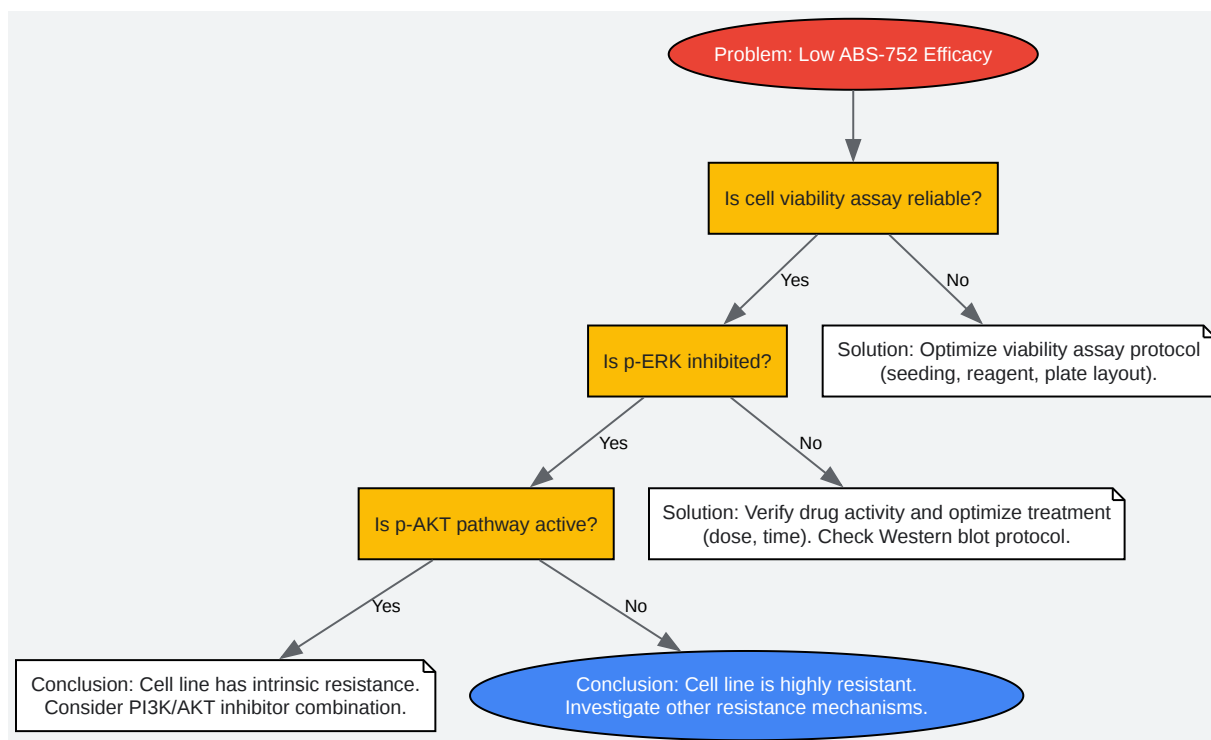 Problem: Low ABS-752 Efficacy
Is cell viability assay reliable?
Yes
No
Is p-ERK inhibited?
Solution: Optimize viability assay protocol
(seeding, reagent, plate layout).
Yes
No
Is p-AKT pathway active?
Solution: Verify drug activity and optimize treatment
(dose, time). Check Western blot protocol.
Yes
No
Conclusion: Cell line has intrinsic resistance.
Consider PI3K/AKT inhibitor combination.
Conclusion: Cell line is highly resistant.
Investigate other resistance mechanisms.